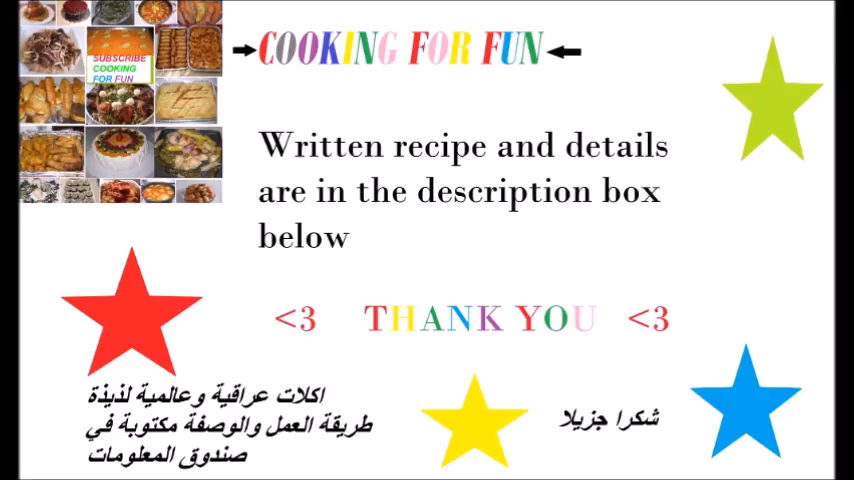 COOKING FOR FUN
SUBSCRIBE
COOKING
FOR FUN
Written recipe and details
are in the description box
below
<3 THANK YOU <3
اكلات عراقية وعالمية لذيذة
طريقة العمل والوصفة مكتوبة في
صندوق المعلومات
شكرا جزيلا